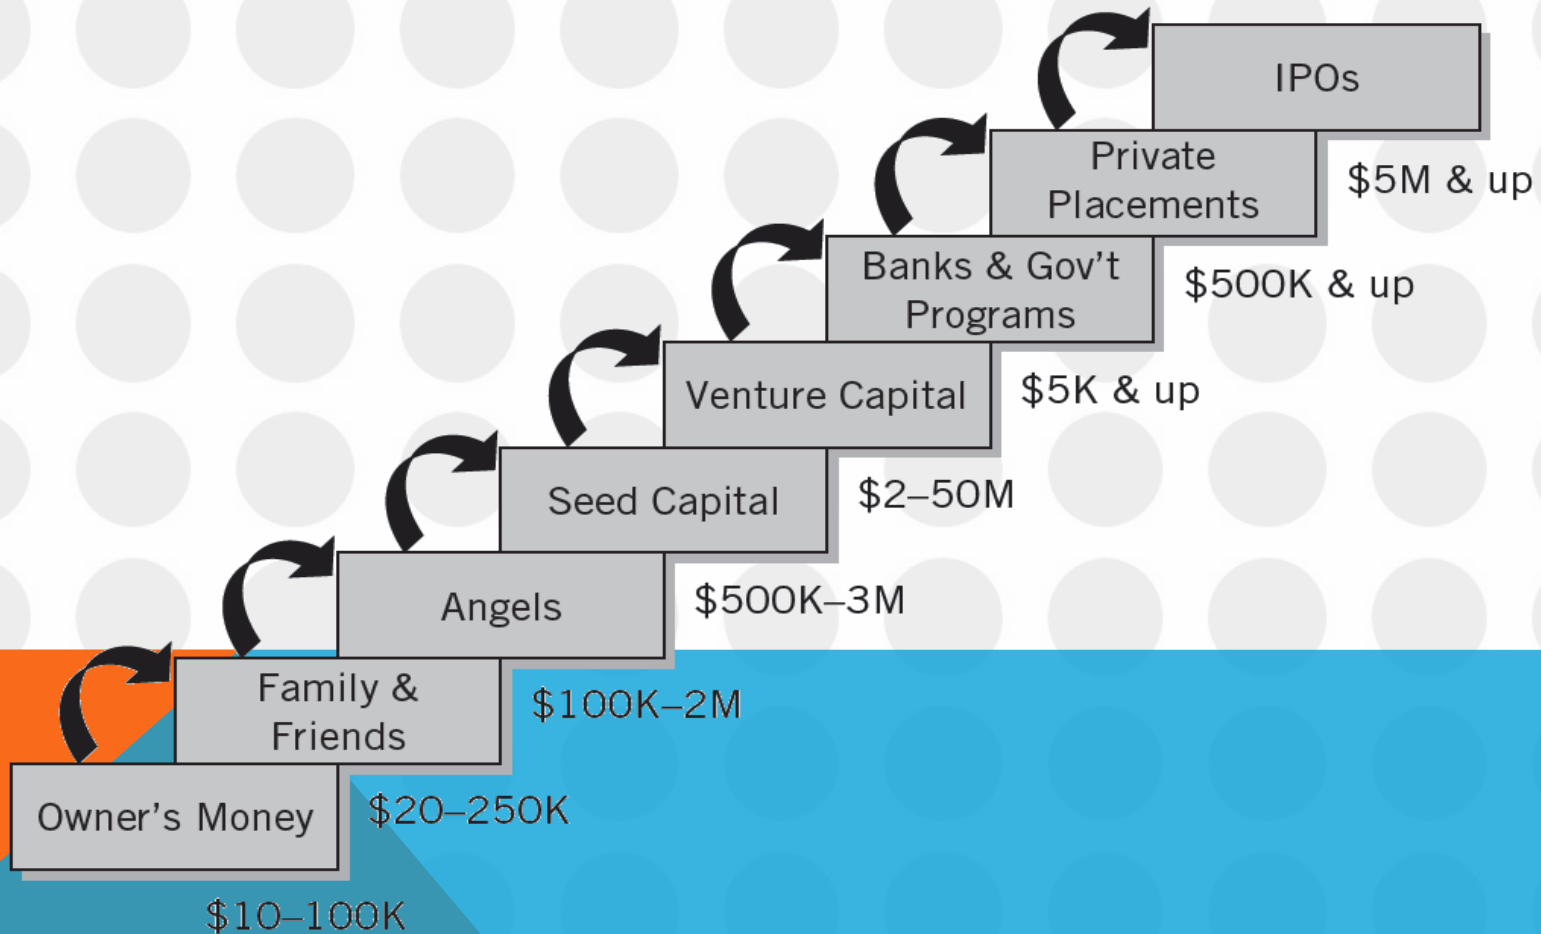 IPOs
$5M & up
Private
Placements
$500K & up
Banks & Gov’t
Programs
$5K & up
Venture Capital
$2–50M
Seed Capital
$500K–3M
Angels
$100K–2M
Family &
Friends
$20–250K
Owner’s Money
$10–100K